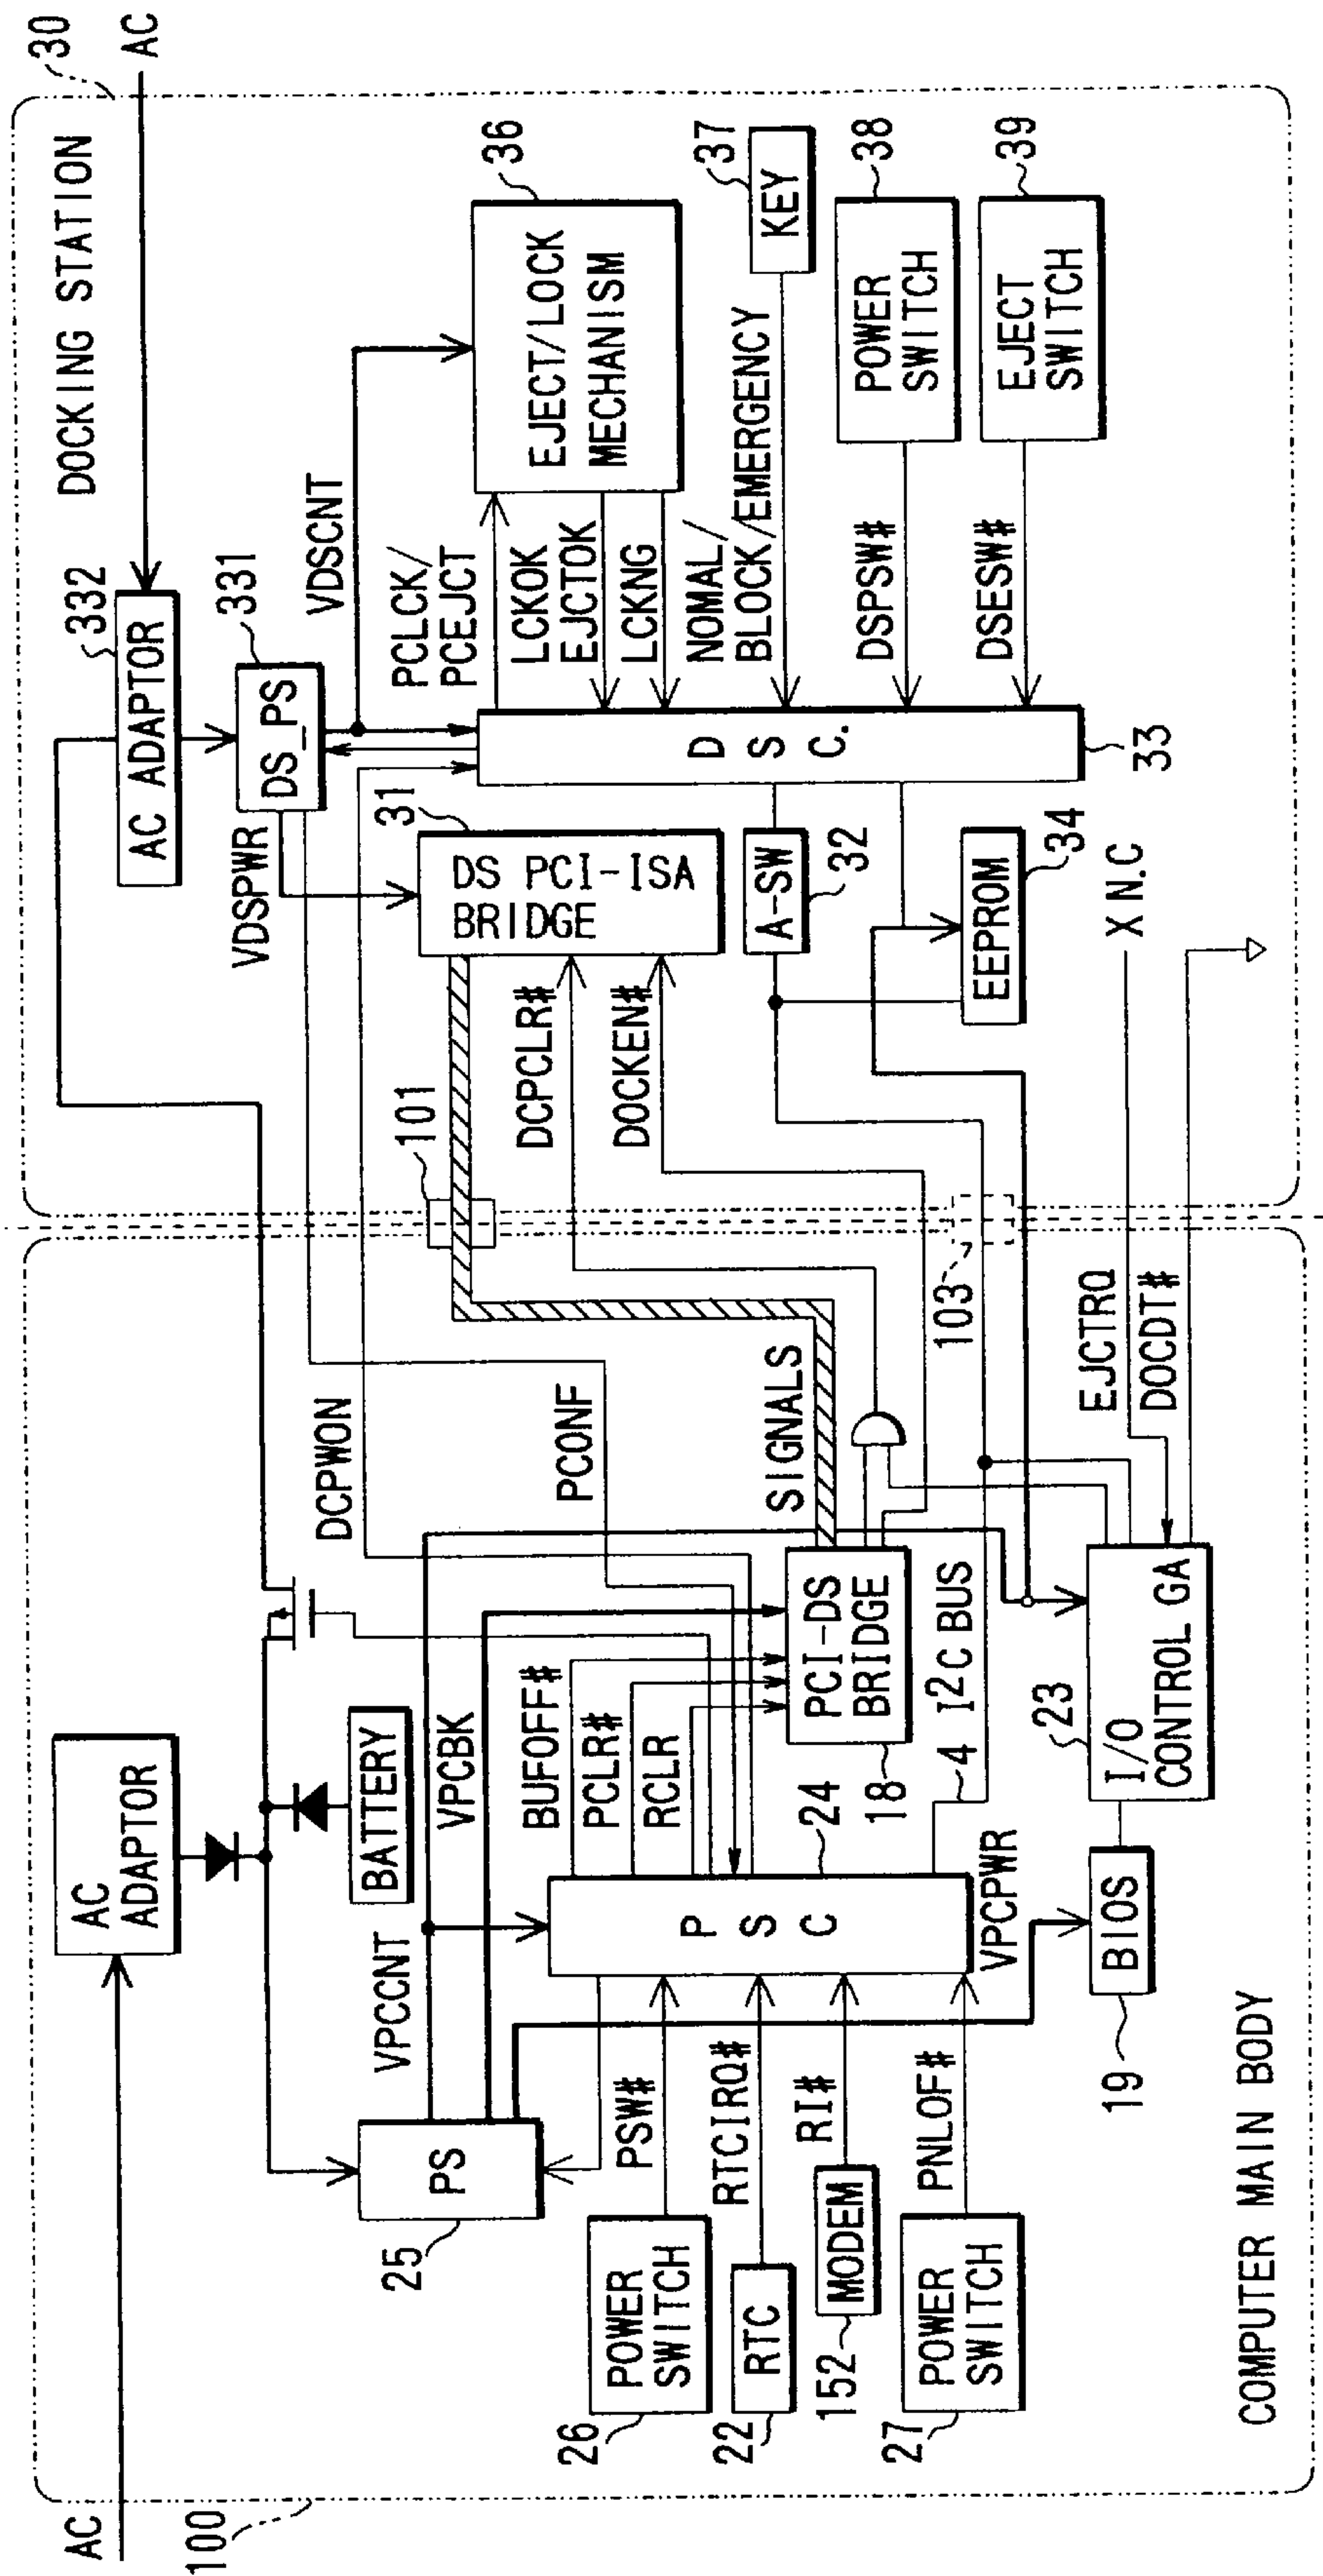 AC
100
AC
ADAPTOR
BATTERY
PS
25
VPCCNT
VPCBK
DCPWON
PCONF
BUFOFF#
PCLR#
RCLR
PSW#
POWER
SWITCH
26
RTCIRQ#
RTC
22
RI#
MODEM
152
PNLOF#
POWER
SWITCH
27
P
S
C
24
VPCPWR
PCI-DS
BRIDGE
18
SIGNALS
4
I2C BUS
BIOS
19
I/O
CONTROL GA
23
EJCTRQ
DOCDT#
103
101
COMPUTER MAIN BODY
DOCKING STATION
30
AC
AC ADAPTOR
332
DS_PS
331
VDSPWR
VDSCNT
DS PCI-ISA
BRIDGE
31
DCPCLR#
DOCKEN#
PCLCK/
PCEJCT
LCKOK
EJCTOK
LCKNG
EJECT/LOCK
MECHANISM
36
NOMAL/
BLOCK/EMERGENCY
KEY
37
DSPSW#
POWER
SWITCH
38
DSESW#
EJECT
SWITCH
39
D
S
C.
33
A-SW
32
EEPROM
34
X N.C